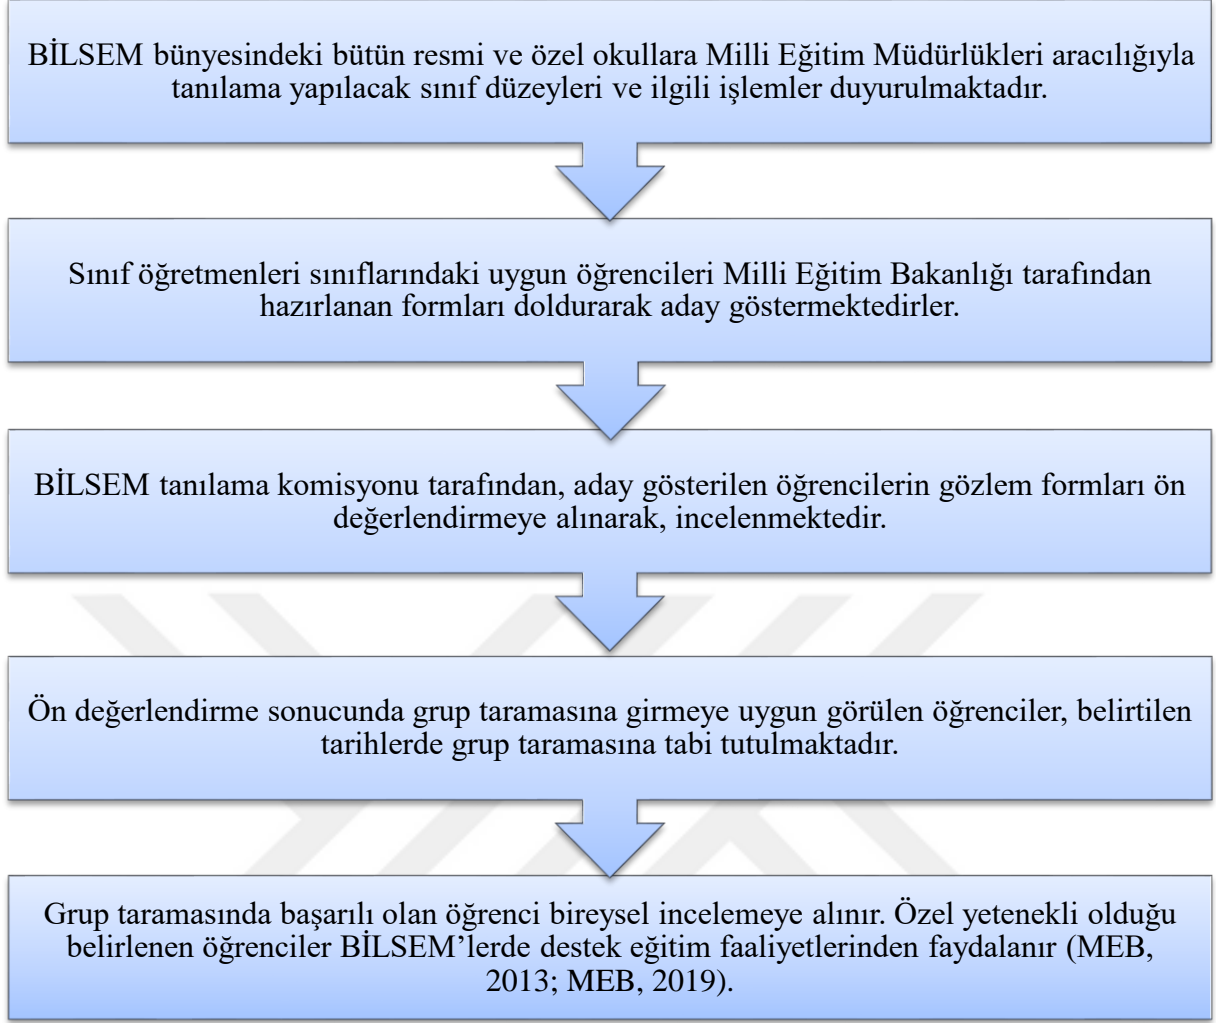 BİLSEM bünyesindeki bütün resmi ve özel okullara Milli Eğitim Müdürlükleri aracılığıyla
tanılama yapılacak sınıf düzeyleri ve ilgili işlemler duyurulmaktadır.
Sınıf öğretmenleri sınıflarındaki uygun öğrencileri Milli Eğitim Bakanlığı tarafından
hazırlanan formları doldurarak aday göstermektedirler.
BİLSEM tanılama komisyonu tarafından, aday gösterilen öğrencilerin gözlem formları ön
değerlendirmeye alınarak, incelenmektedir.
Ön değerlendirme sonucunda grup taramasına girmeye uygun görülen öğrenciler, belirtilen
tarihlerde grup taramasına tabi tutulmaktadır.
Grup taramasında başarılı olan öğrenci bireysel incelemeye alınır. Özel yetenekli olduğu
belirlenen öğrenciler BİLSEM’lerde destek eğitim faaliyetlerinden faydalanır (MEB,
2013; MEB, 2019).